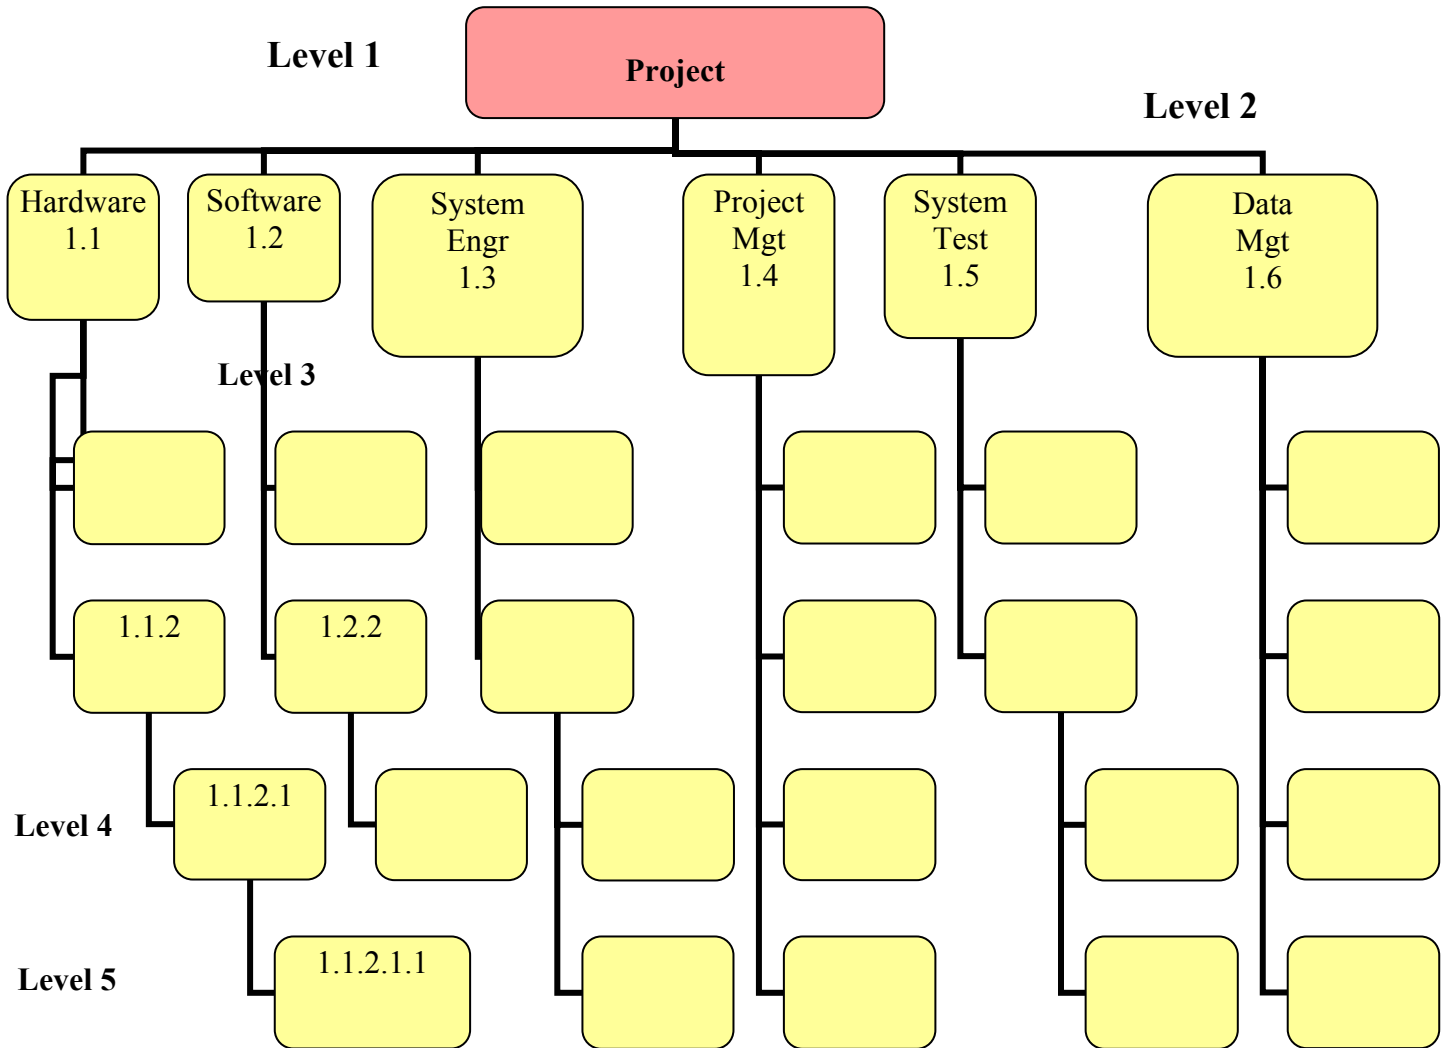 Level 1
Project
Level 2
Hardware
1.1
Software
1.2
System
Engr
1.3
Project
Mgt
1.4
System
Test
1.5
Data
Mgt
1.6
Level 3
1.1.2
1.2.2
1.1.2.1
Level 4
1.1.2.1.1
Level 5